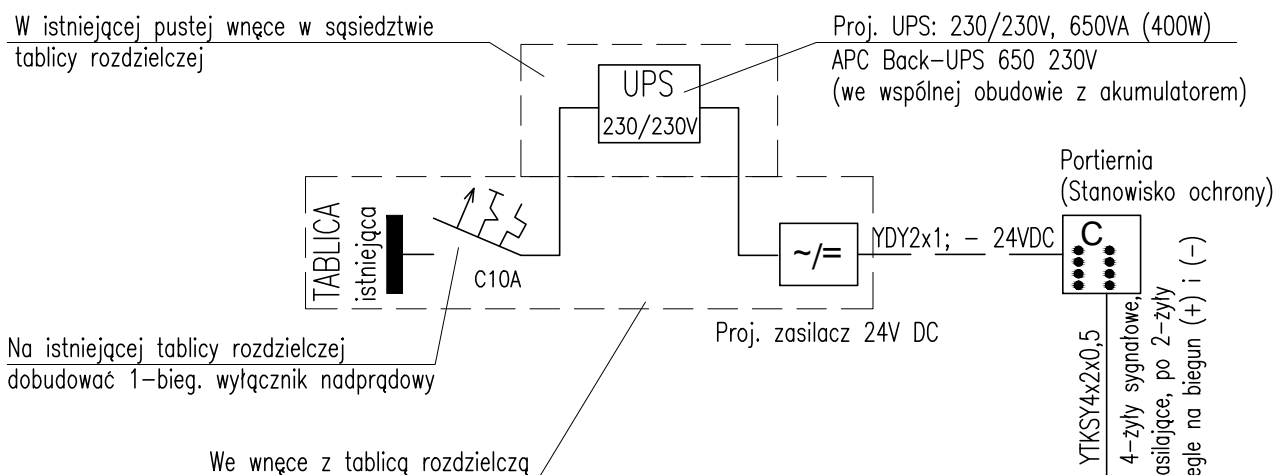 W istniejącej pustej wnęce w sąsiedztwie
tablicy rozdzielczej
Proj. UPS: 230/230V, 650VA (400W)
APC Back-UPS 650 230V
(we wspólnej obudowie z akumulatorem)
UPS
230/230V
Portiernia
(Stanowisko ochrony)
TABLICA
istniejąca
C10A
~/=
YDY2x1; - 24VDC
C
Proj. zasilacz 24V DC
Na istniejącej tablicy rozdzielczej
dobudować 1-bieg. wyłącznik nadprądowy
We wnęce z tablicą rozdzielczą
YTKSY4x2x0,5
4-żyły sygnałowe,
asilające, po 2-żyły
egle na biegun (+) i (-)